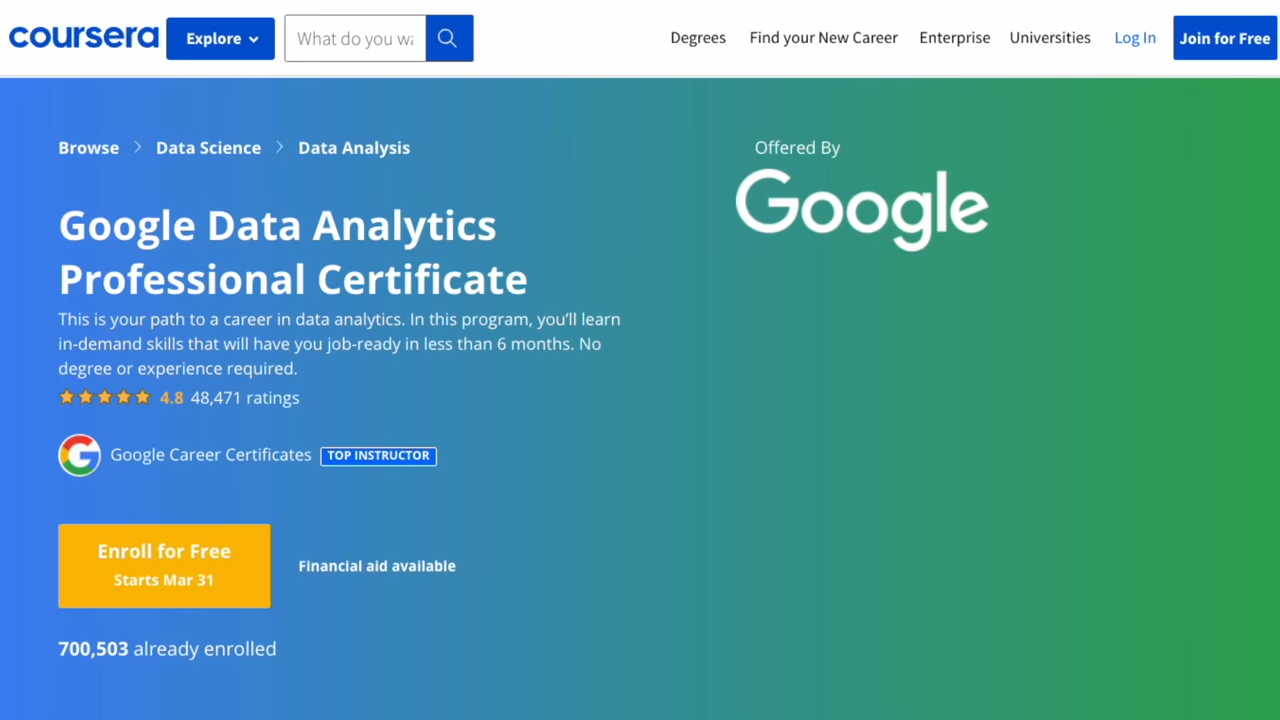 coursera
Explore
What do you wa
Degrees
Find your New Career
Enterprise
Universities
Log In
Join for Free
Browse
Data Science
Data Analysis
Offered By
Google
Google Data Analytics
Professional Certificate
This is your path to a career in data analytics. In this program, you’ll learn
in-demand skills that will have you job-ready in less than 6 months. No
degree or experience required.
4.8 48,471 ratings
G
Google Career Certificates TOP INSTRUCTOR
Enroll for Free
Starts Mar 31
Financial aid available
700,503 already enrolled